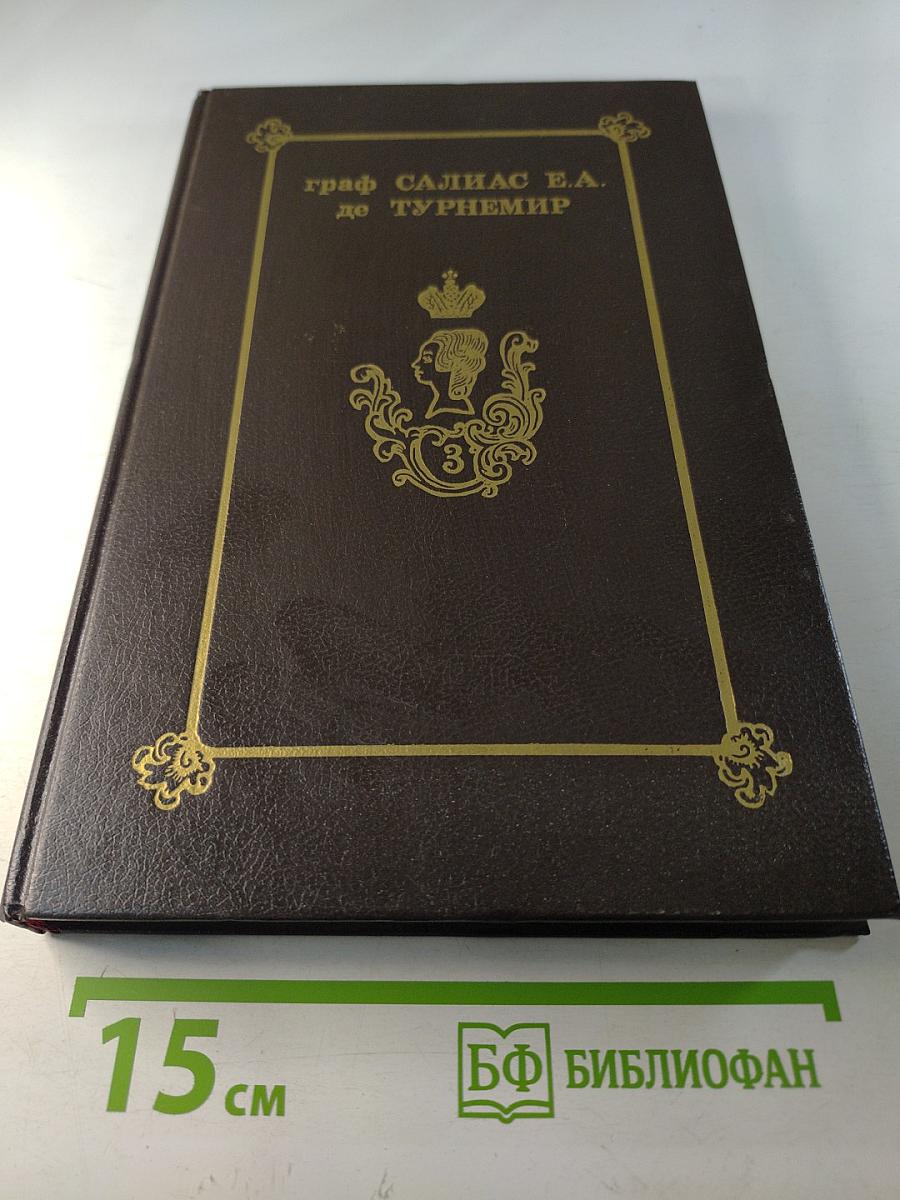 граф САЛИАС Е.А.
де ТУРНЕМИР
3
15 см
БФ БИБЛИОФАН